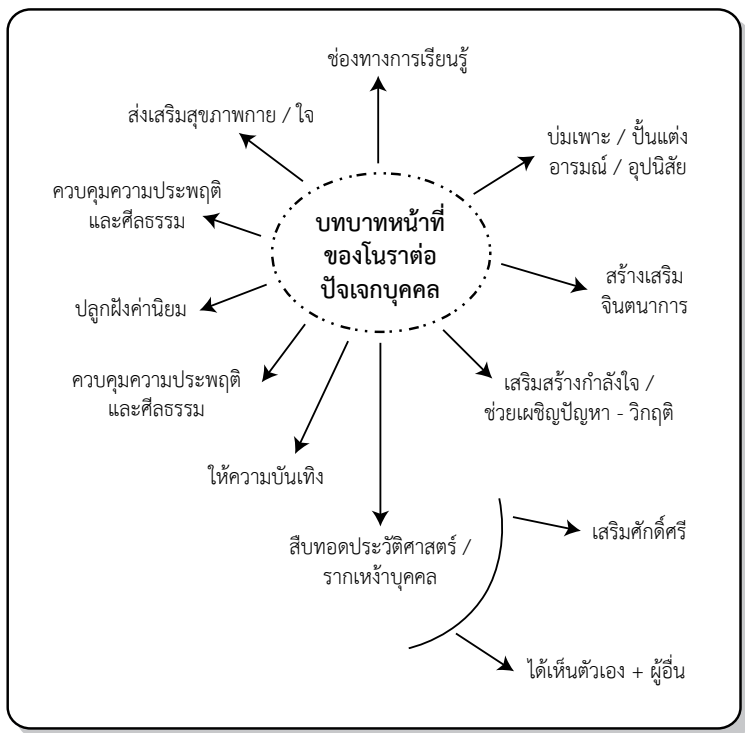 ช่องทางการเรียนรู้
ส่งเสริมสุขภาพกาย / ใจ
บ่มเพาะ / ปั้นแต่ง
อารมณ์ / อุปนิสัย
ควบคุมความประพฤติ
และศีลธรรม
บทบาทหน้าที่
ของโนราต่อ
ปัจเจกบุคคล
สร้างเสริม
จินตนาการ
ปลูกฝังค่านิยม
ควบคุมความประพฤติ
และศีลธรรม
เสริมสร้างกำลังใจ /
ช่วยเผชิญปัญหา - วิกฤติ
ให้ความบันเทิง
สืบทอดประวัติศาสตร์ /
รากเหง้าบุคคล
เสริมศักดิ์ศรี
ได้เห็นตัวเอง + ผู้อื่น